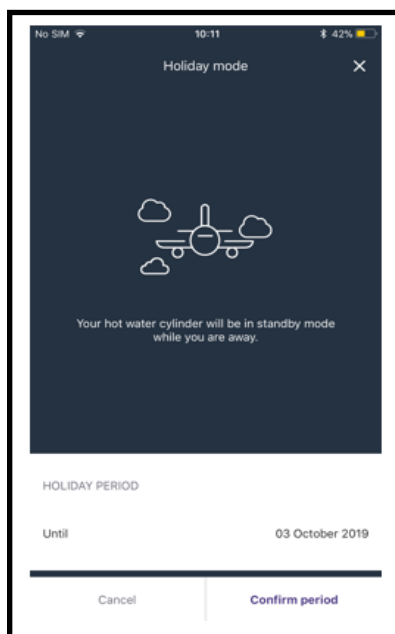 No SIM 10:11 42%
Holiday mode
Your hot water cylinder will be in standby mode
while you are away.
HOLIDAY PERIOD
Until 03 October 2019
Cancel Confirm period